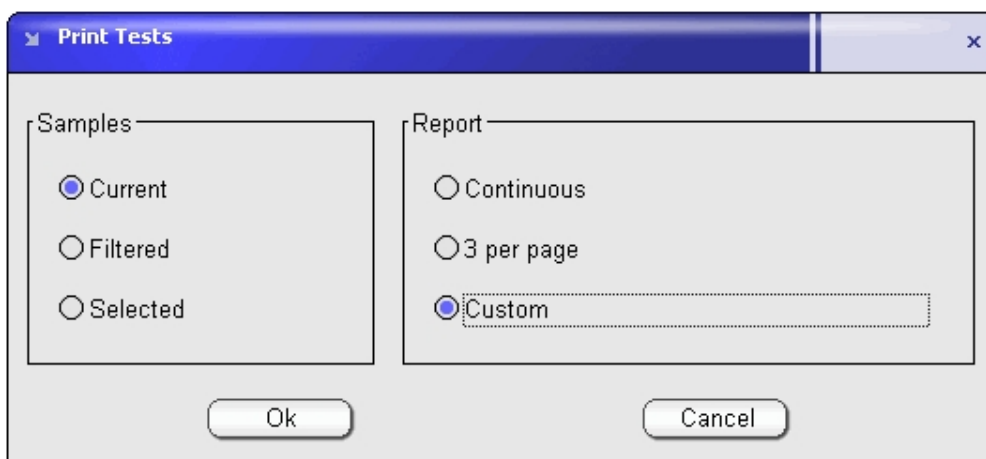 Print Tests
Samples
Current
Filtered
Selected
Report
Continuous
3 per page
Custom
Ok
Cancel